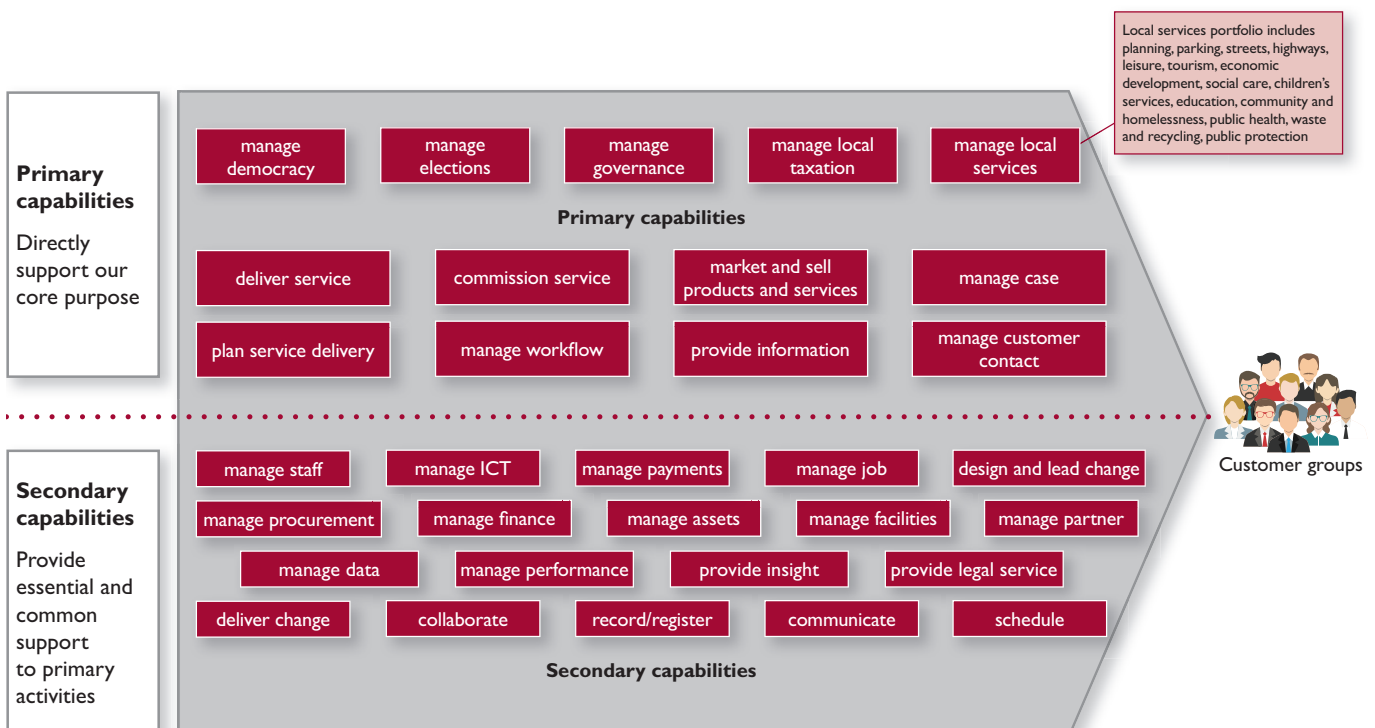 Local services portfolio includes
planning, parking, streets, highways,
leisure, tourism, economic
development, social care, children's
services, education, community and
homelessness, public health, waste
and recycling, public protection
Primary
capabilities
Directly
support our
core purpose
manage
democracy
manage
elections
manage
governance
manage local
taxation
manage local
services
Primary capabilities
deliver service
commission service
market and sell
products and services
manage case
plan service delivery
manage workflow
provide information
manage customer
contact
Customer groups
Secondary
capabilities
Provide
essential and
common
support
to primary
activities
manage staff
manage ICT
manage payments
manage job
design and lead change
manage procurement
manage finance
manage assets
manage facilities
manage partner
manage data
manage performance
provide insight
provide legal service
deliver change
collaborate
record/register
communicate
schedule
Secondary capabilities